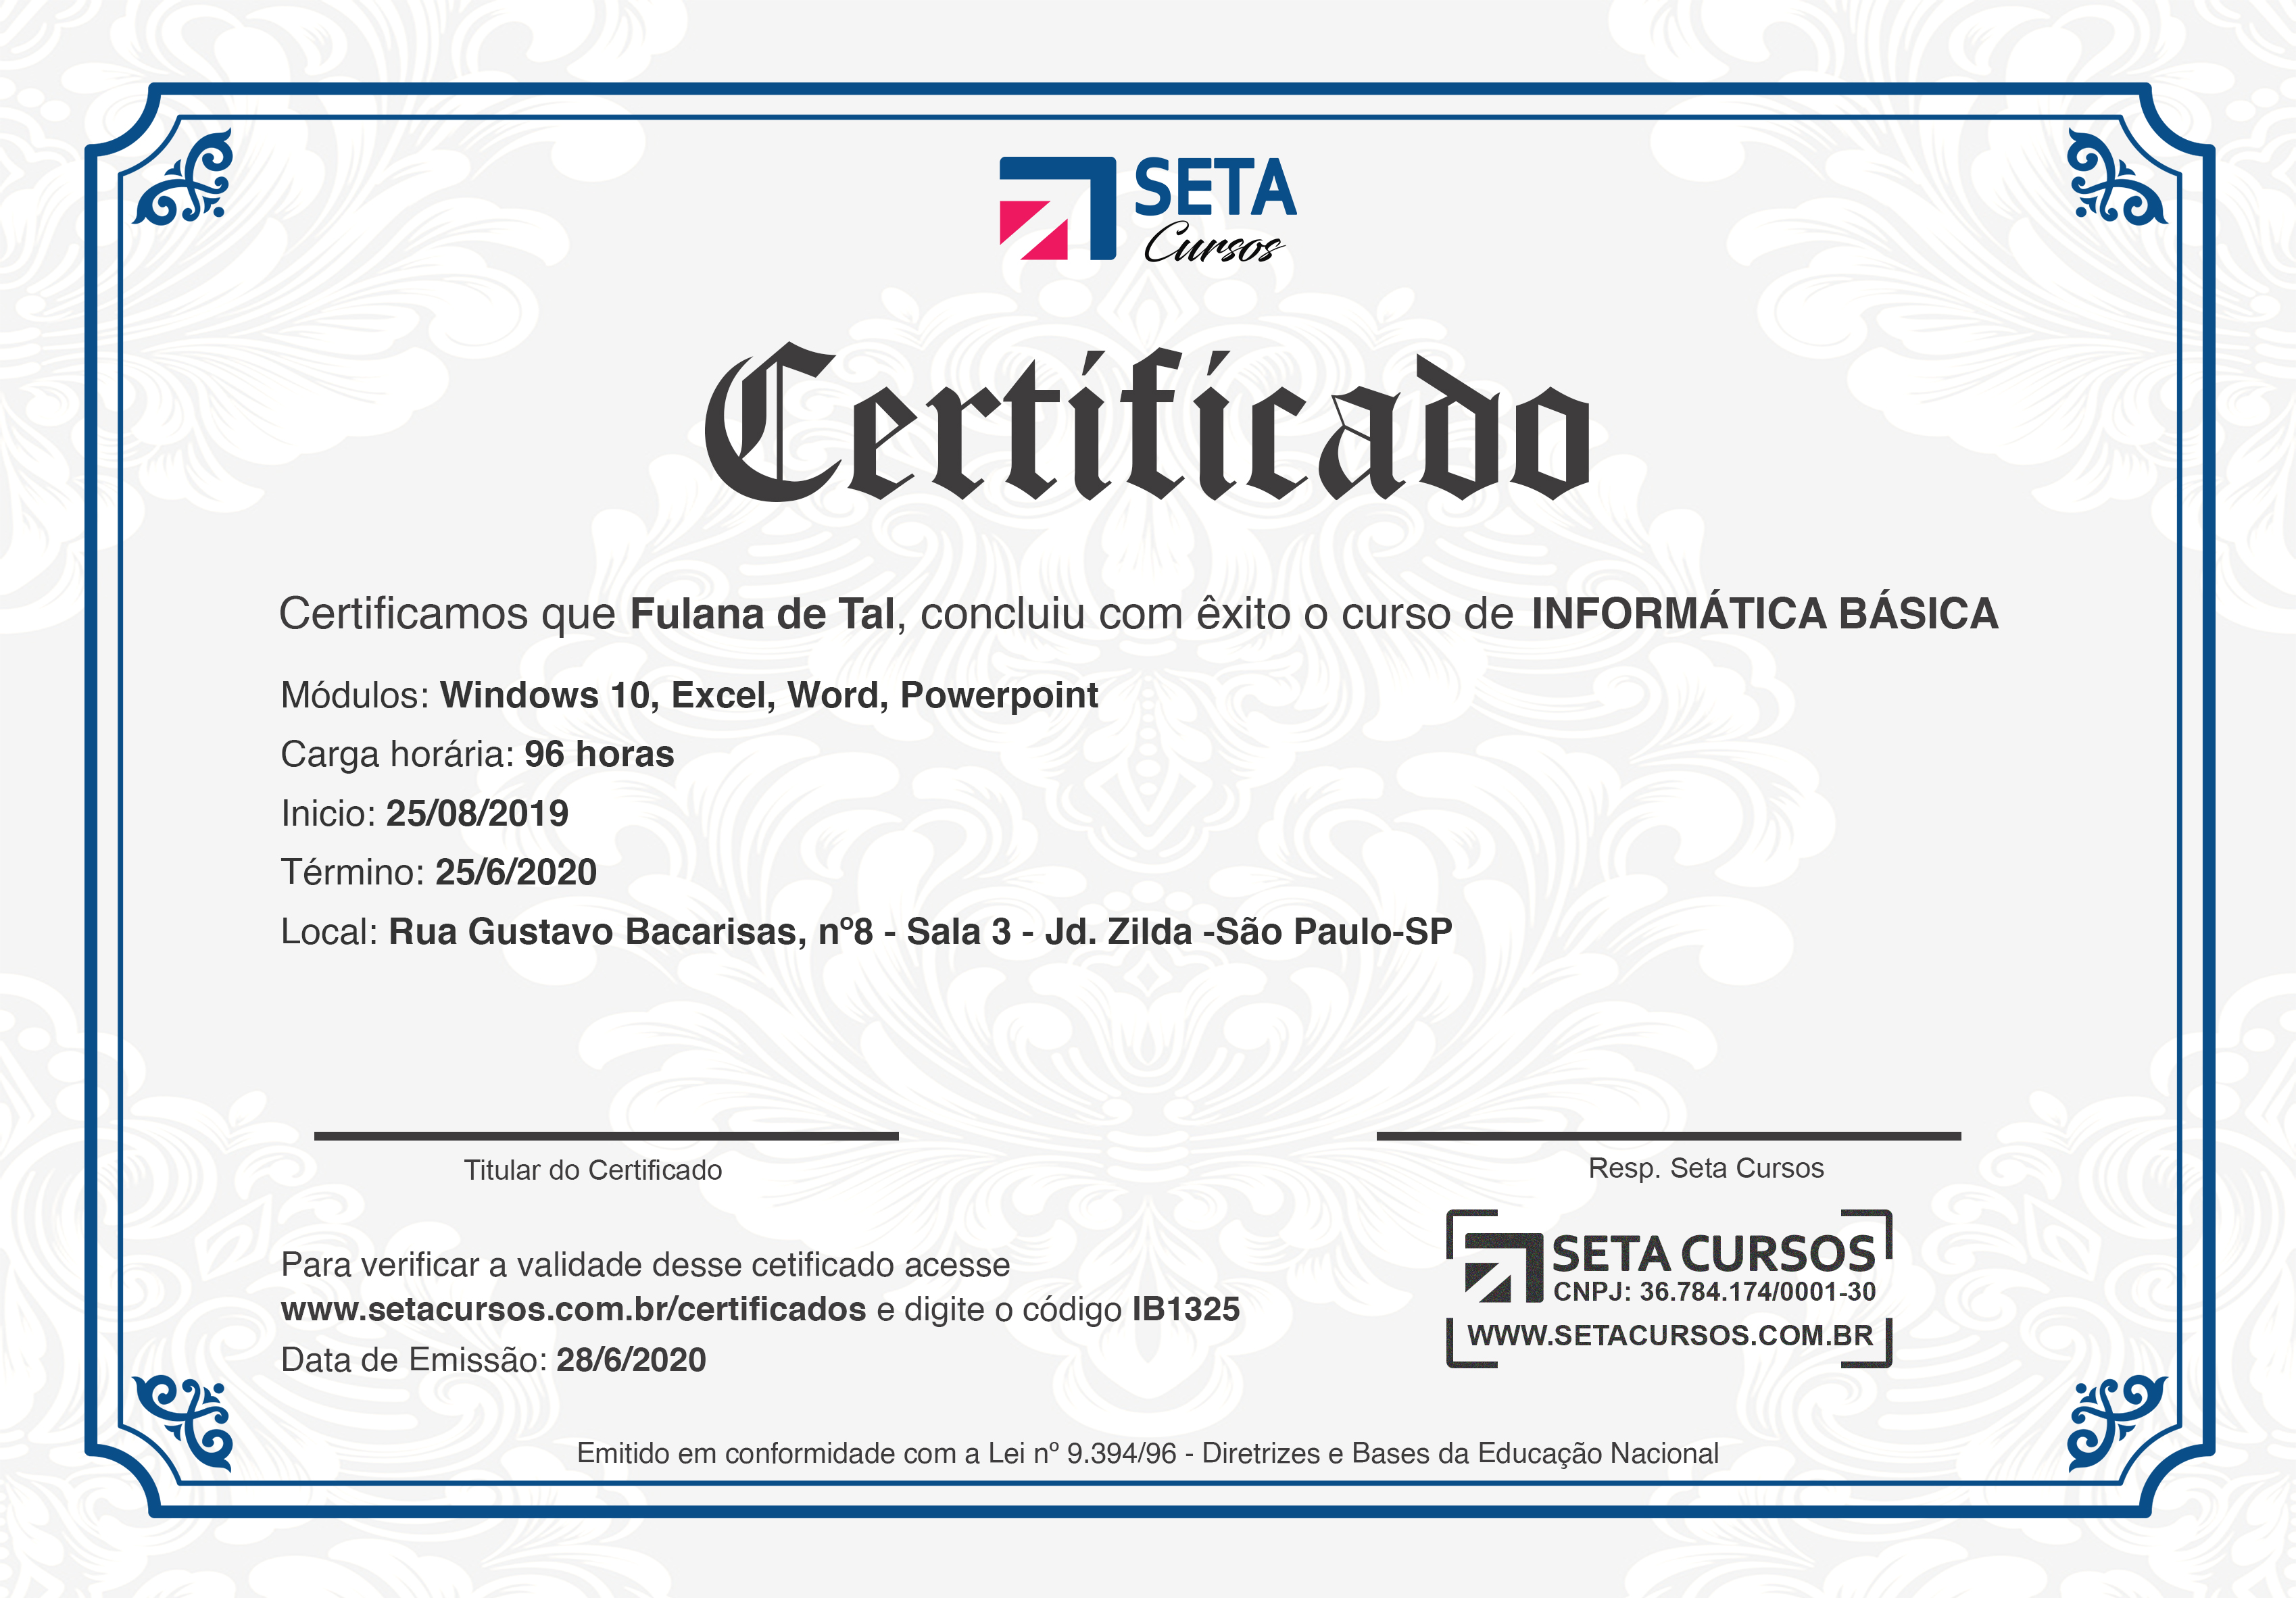 SETA
Cursos
Certificado
Certificamos que Fulana de Tal, concluiu com êxito o curso de INFORMÁTICA BÁSICA
Módulos: Windows 10, Excel, Word, Powerpoint
Carga horária: 96 horas
Inicio: 25/08/2019
Término: 25/6/2020
Local: Rua Gustavo Bacarisas, nº8 - Sala 3 - Jd. Zilda -São Paulo-SP
Titular do Certificado
Resp. Seta Cursos
Para verificar a validade desse cetificado acesse
www.setacursos.com.br/certificados e digite o código IB1325
Data de Emissão: 28/6/2020
SETA CURSOS
CNPJ: 36.784.174/0001-30
WWW.SETACURSOS.COM.BR
Emitido em conformidade com a Lei nº 9.394/96 - Diretrizes e Bases da Educação Nacional